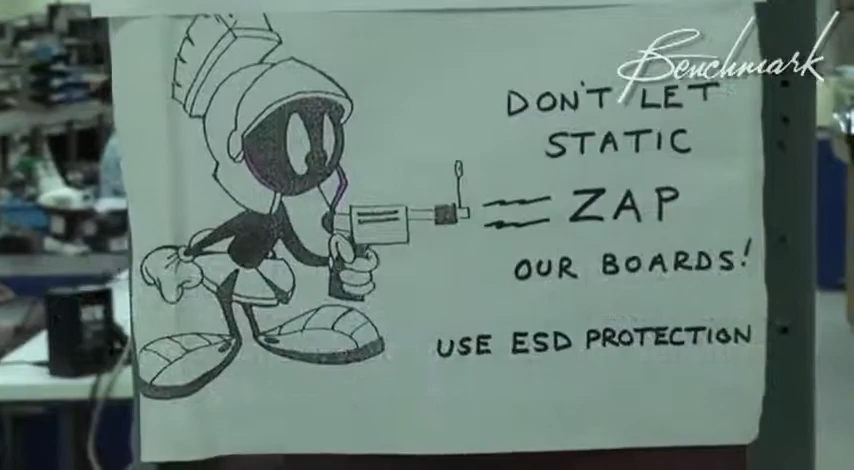 Benchmark
DON'T LET
STATIC
ZAP
OUR BOARDS!
USE ESD PROTECTION